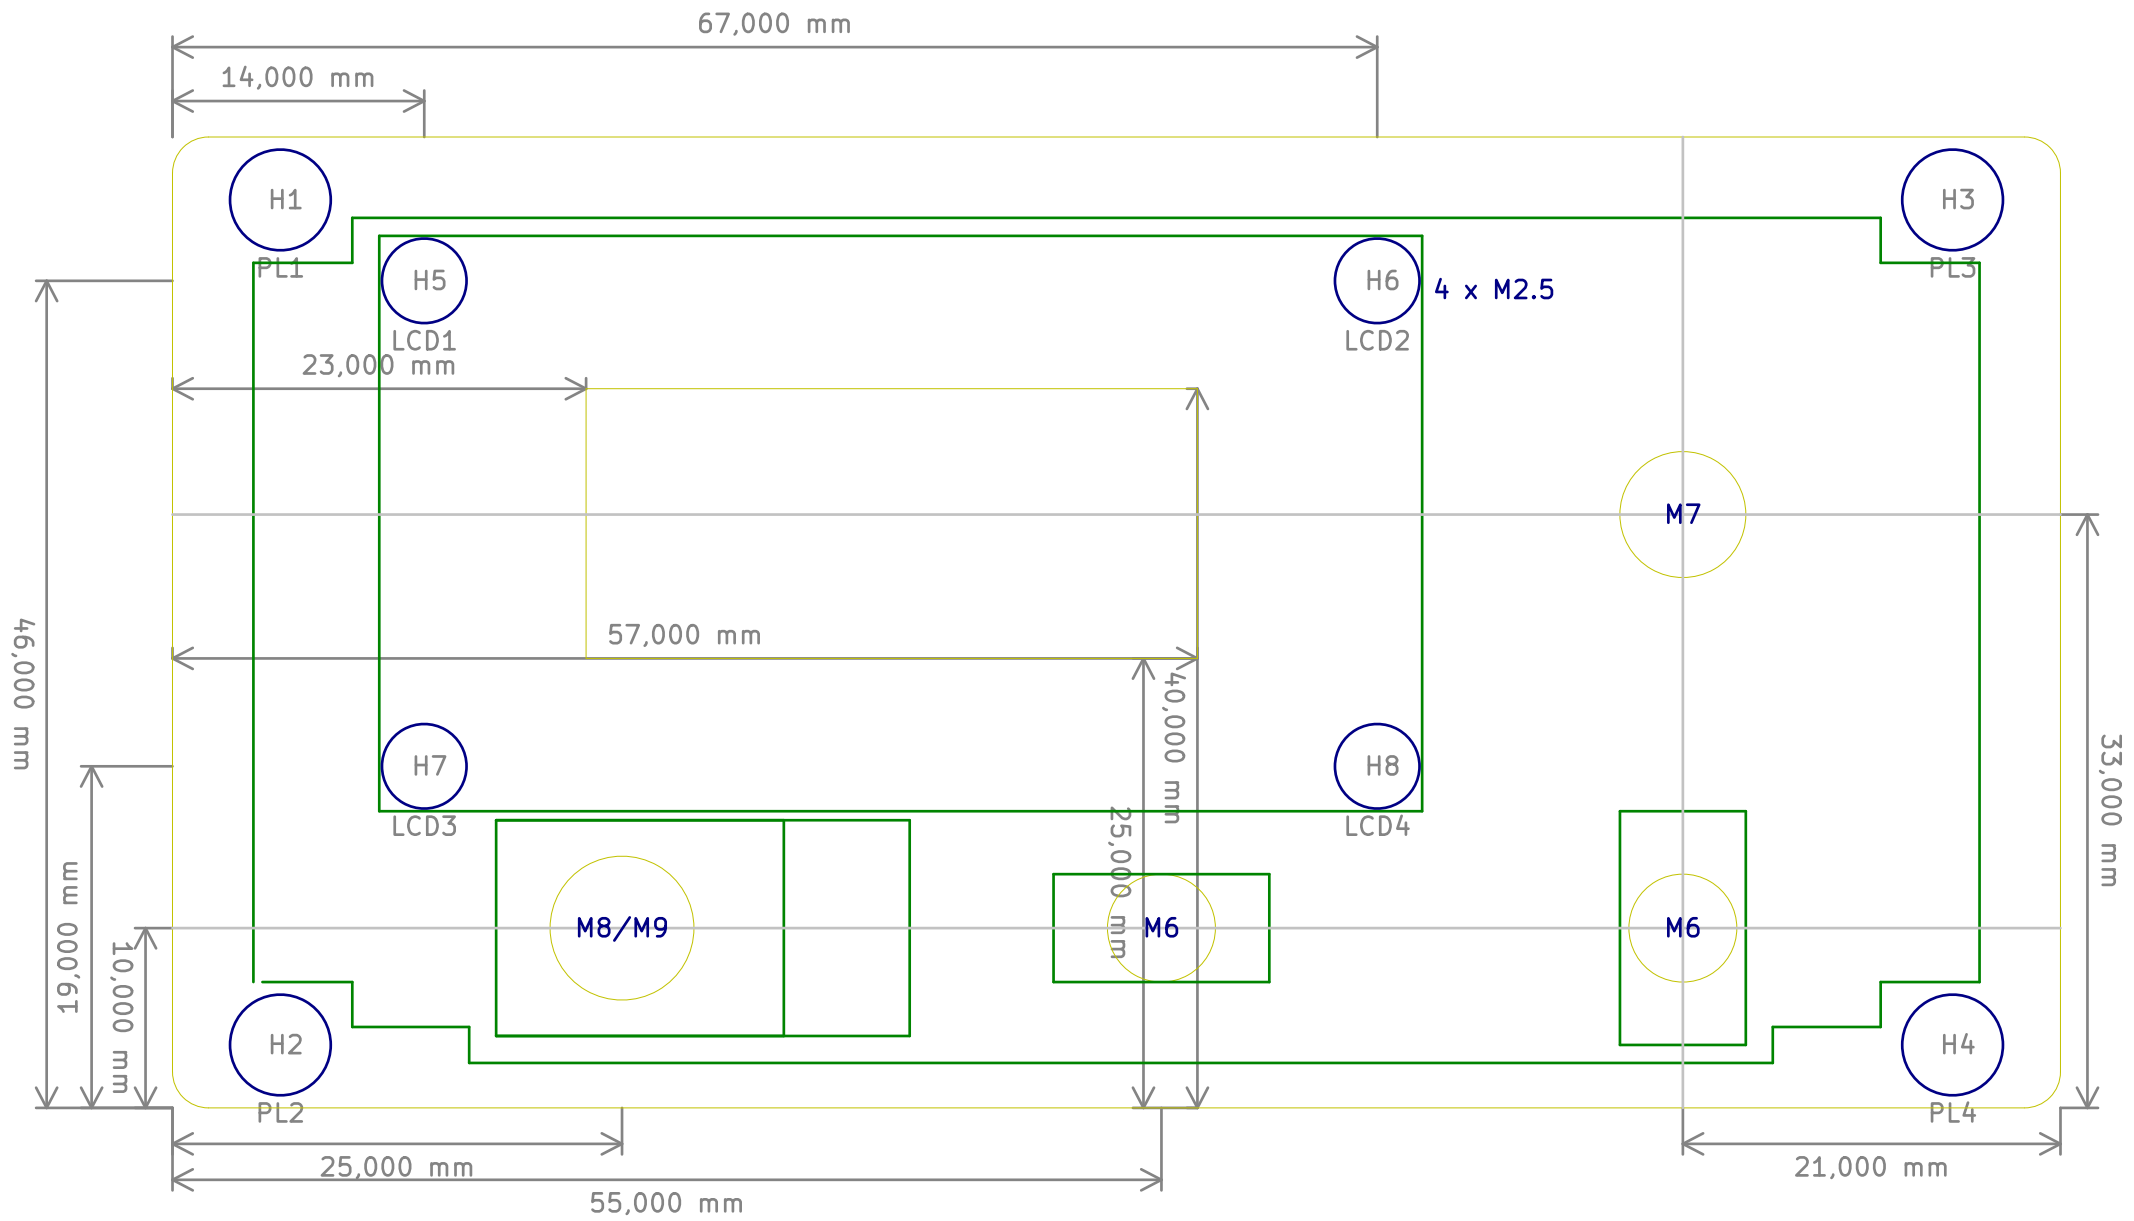 67,000 mm
14,000 mm
H1
H3
PL1
PL3
H5
H6
4 x M2.5
LCD1
LCD2
23,000 mm
M7
57,000 mm
46,000 mm
40,000 mm
33,000 mm
H7
H8
LCD3
LCD4
25,000 mm
19,000 mm
10,000 mm
M8/M9
M6
M6
H2
H4
PL2
PL4
25,000 mm
21,000 mm
55,000 mm